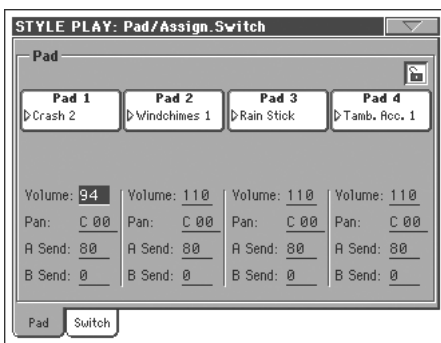 STYLE PLAY: Pad/Assign.Switch
Pad
Pad 1 Pad 2 Pad 3 Pad 4
Crash 2 Windchimes 1 Rain Stick Tamb. Acc. 1
Volume: 94 Volume: 110 Volume: 110 Volume: 110
Pan: C 00 Pan: C 00 Pan: C 00 Pan: C 00
A Send: 80 A Send: 80 A Send: 80 A Send: 80
B Send: 0 B Send: 0 B Send: 0 B Send: 0
Pad Switch